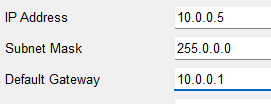 IP Address 10.0.0.5
Subnet Mask 255.0.0.0
Default Gateway 10.0.0.1